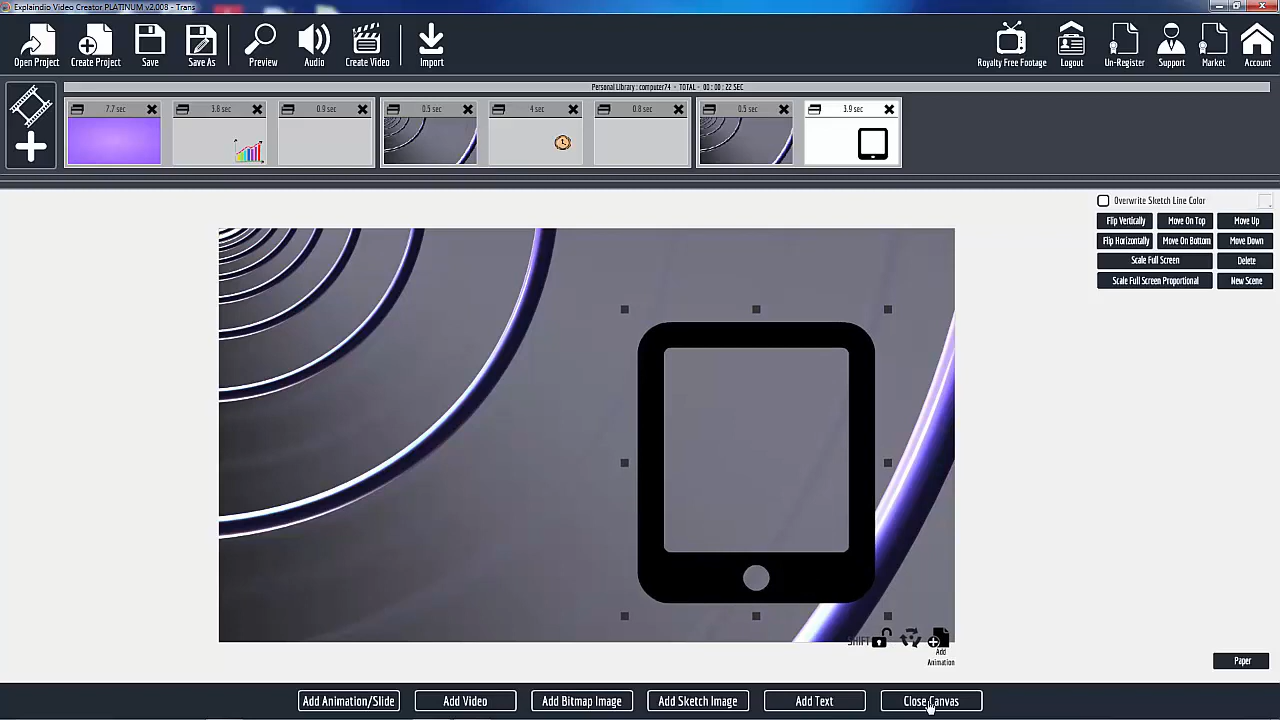 Explaindio Video Creator PLATINUM v2.008 - Trans
Open Project
Create Project
Save
Save As
Preview
Audio
Create Video
Import
Royalty Free Footage
Logout
Un-Register
Support
Market
Account
Personal Library : computer74 - TOTAL - 00 : 00 : 22 SEC
7.7 sec
3.8 sec
0.9 sec
0.5 sec
4 sec
0.8 sec
0.5 sec
3.9 sec
Overwrite Sketch Line Color
Flip Vertically
Move On Top
Move Up
Flip Horizontally
Move On Bottom
Move Down
Scale Full Screen
Delete
Scale Full Screen Proportional
New Scene
SHIFT
Add
Animation
Paper
Add Animation/Slide
Add Video
Add Bitmap Image
Add Sketch Image
Add Text
Close Canvas